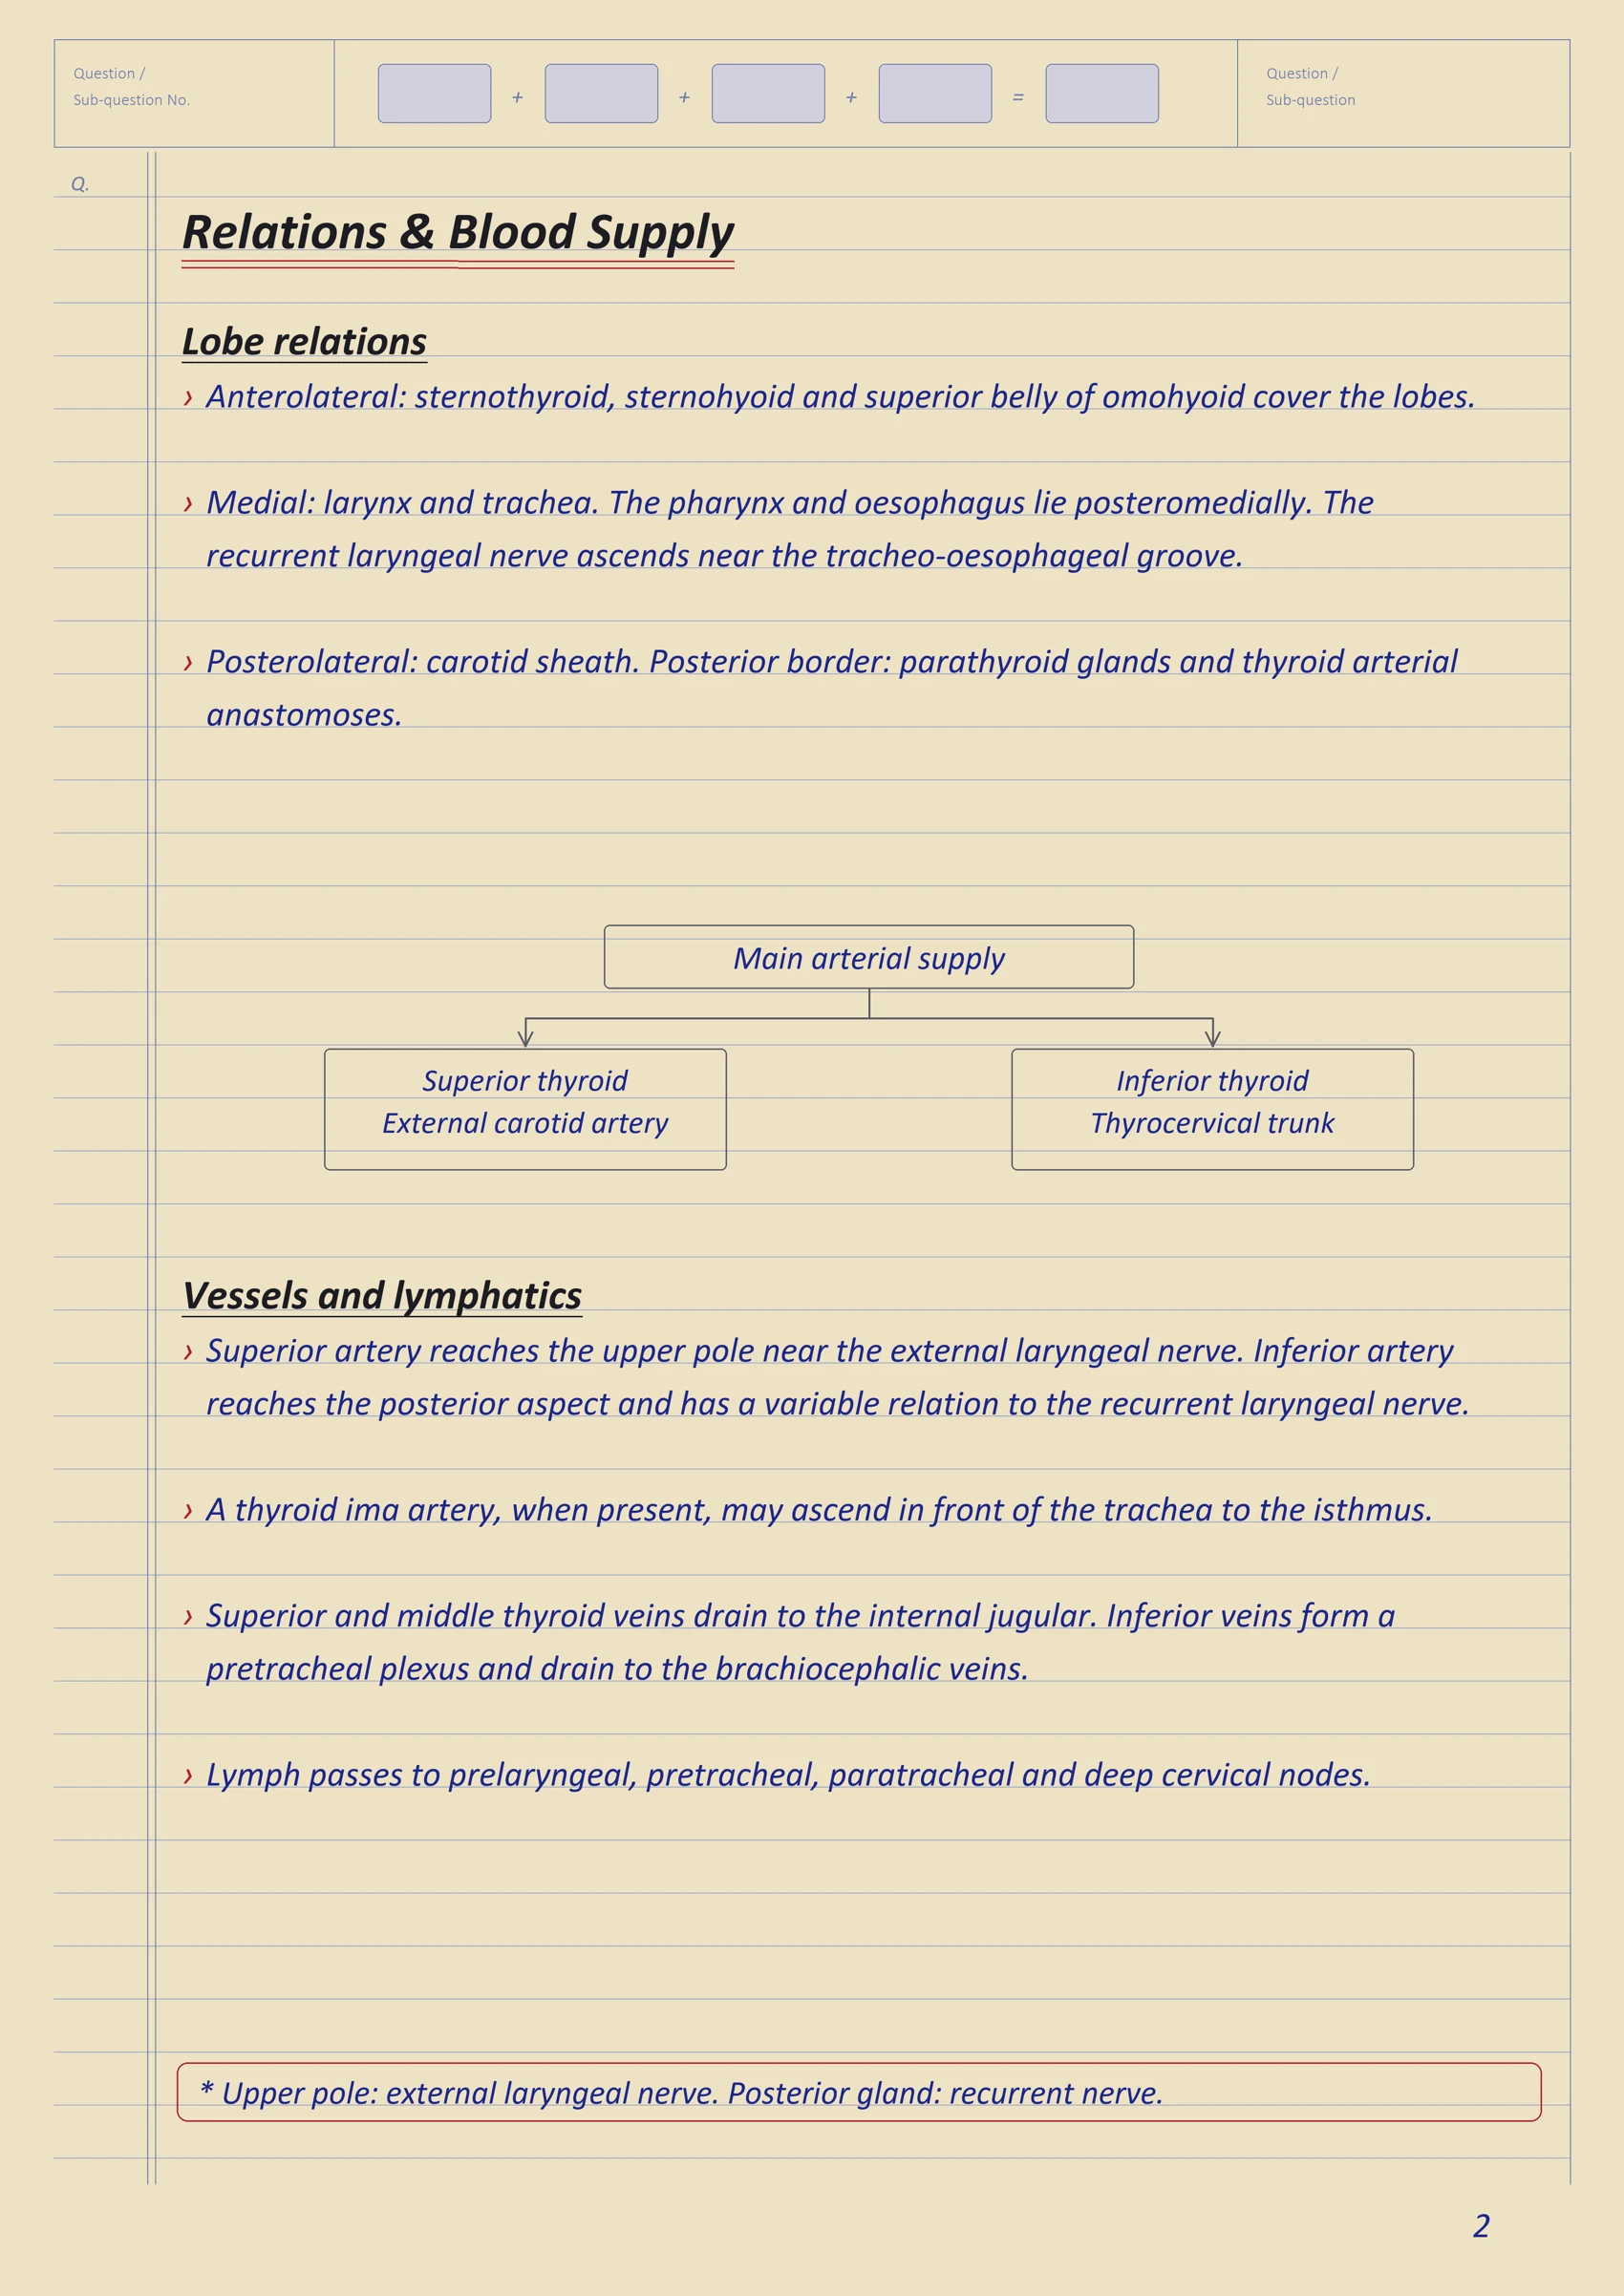 Question /
Sub-question No.
+ + + =
Question /
Sub-question
Q.
Relations & Blood Supply
Lobe relations
› Anterolateral: sternothyroid, sternohyoid and superior belly of omohyoid cover the lobes.
› Medial: larynx and trachea. The pharynx and oesophagus lie posteromedially. The
recurrent laryngeal nerve ascends near the tracheo-oesophageal groove.
› Posterolateral: carotid sheath. Posterior border: parathyroid glands and thyroid arterial
anastomoses.
Main arterial supply
Superior thyroid
External carotid artery
Inferior thyroid
Thyrocervical trunk
Vessels and lymphatics
› Superior artery reaches the upper pole near the external laryngeal nerve. Inferior artery
reaches the posterior aspect and has a variable relation to the recurrent laryngeal nerve.
› A thyroid ima artery, when present, may ascend in front of the trachea to the isthmus.
› Superior and middle thyroid veins drain to the internal jugular. Inferior veins form a
pretracheal plexus and drain to the brachiocephalic veins.
› Lymph passes to prelaryngeal, pretracheal, paratracheal and deep cervical nodes.
* Upper pole: external laryngeal nerve. Posterior gland: recurrent nerve.
2